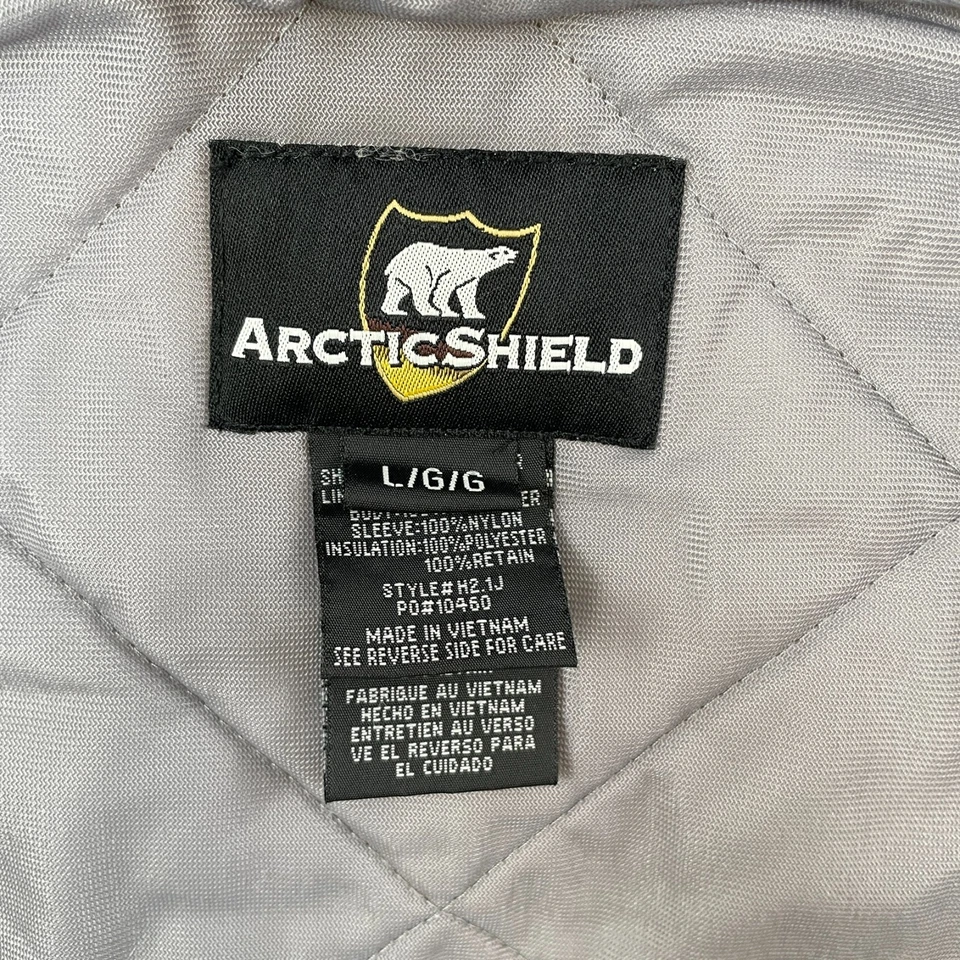 ARCTICSHIELD
L/G/G
SLEEVE:100%NYLON
INSULATION:100%POLYESTER
100%RETAIN
STYLE#H2.1J
PO#10460
MADE IN VIETNAM
SEE REVERSE SIDE FOR CARE
FABRIQUE AU VIETNAM
HECHO EN VIETNAM
ENTRETIEN AU VERSO
VE EL REVERSO PARA
EL CUIDADO